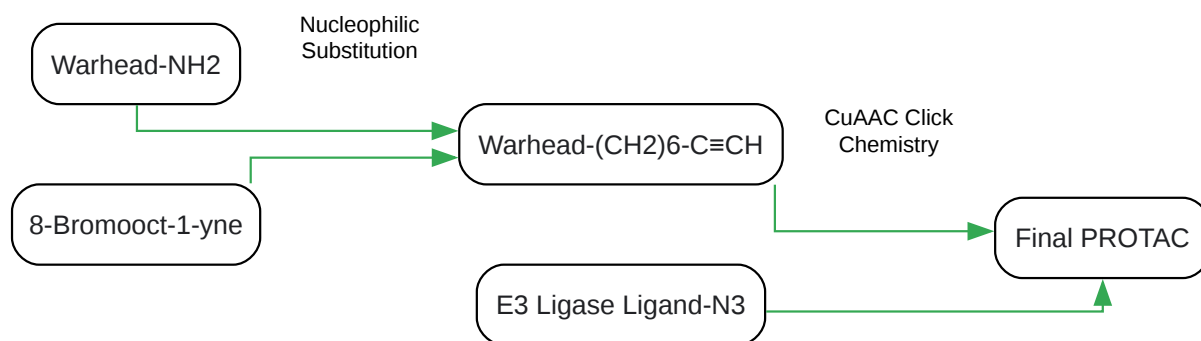 Nucleophilic
Substitution
Warhead-NH2
Warhead-(CH2)6-C≡CH
CuAAC Click
Chemistry
8-Bromooct-1-yne
Final PROTAC
E3 Ligase Ligand-N3